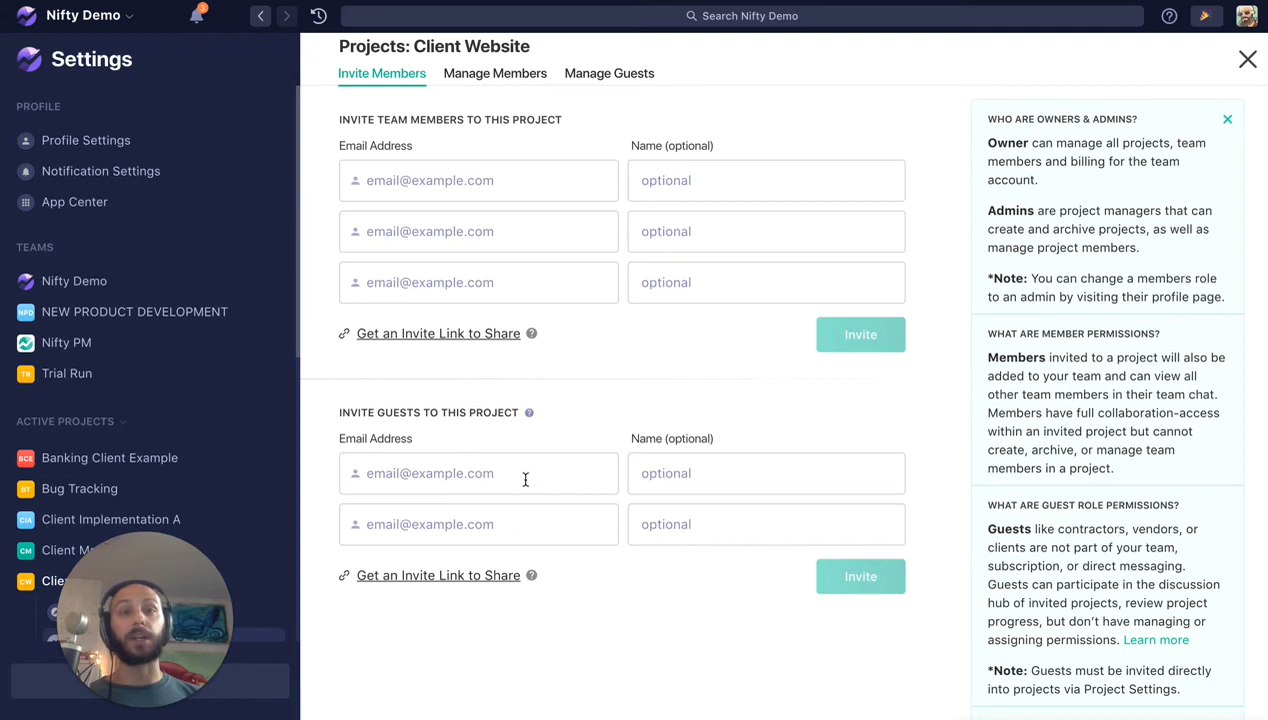 Nifty Demo
3
Search Nifty Demo
Settings
PROFILE
Profile Settings
Notification Settings
App Center
TEAMS
Nifty Demo
NPD NEW PRODUCT DEVELOPMENT
Nifty PM
TR Trial Run
ACTIVE PROJECTS
BCE Banking Client Example
BT Bug Tracking
CIA Client Implementation A
CM Client M
CW Clie
Projects: Client Website
Invite Members Manage Members Manage Guests
INVITE TEAM MEMBERS TO THIS PROJECT
Email Address Name (optional)
email@example.com optional
email@example.com optional
email@example.com optional
Get an Invite Link to Share ? Invite
INVITE GUESTS TO THIS PROJECT ?
Email Address Name (optional)
email@example.com optional
email@example.com optional
Get an Invite Link to Share ? Invite
WHO ARE OWNERS & ADMINS?
Owner can manage all projects, team
members and billing for the team
account.
Admins are project managers that can
create and archive projects, as well as
manage project members.
*Note: You can change a members role
to an admin by visiting their profile page.
WHAT ARE MEMBER PERMISSIONS?
Members invited to a project will also be
added to your team and can view all
other team members in their team chat.
Members have full collaboration-access
within an invited project but cannot
create, archive, or manage team
members in a project.
WHAT ARE GUEST ROLE PERMISSIONS?
Guests like contractors, vendors, or
clients are not part of your team,
subscription, or direct messaging.
Guests can participate in the discussion
hub of invited projects, review project
progress, but don't have managing or
assigning permissions. Learn more
*Note: Guests must be invited directly
into projects via Project Settings.